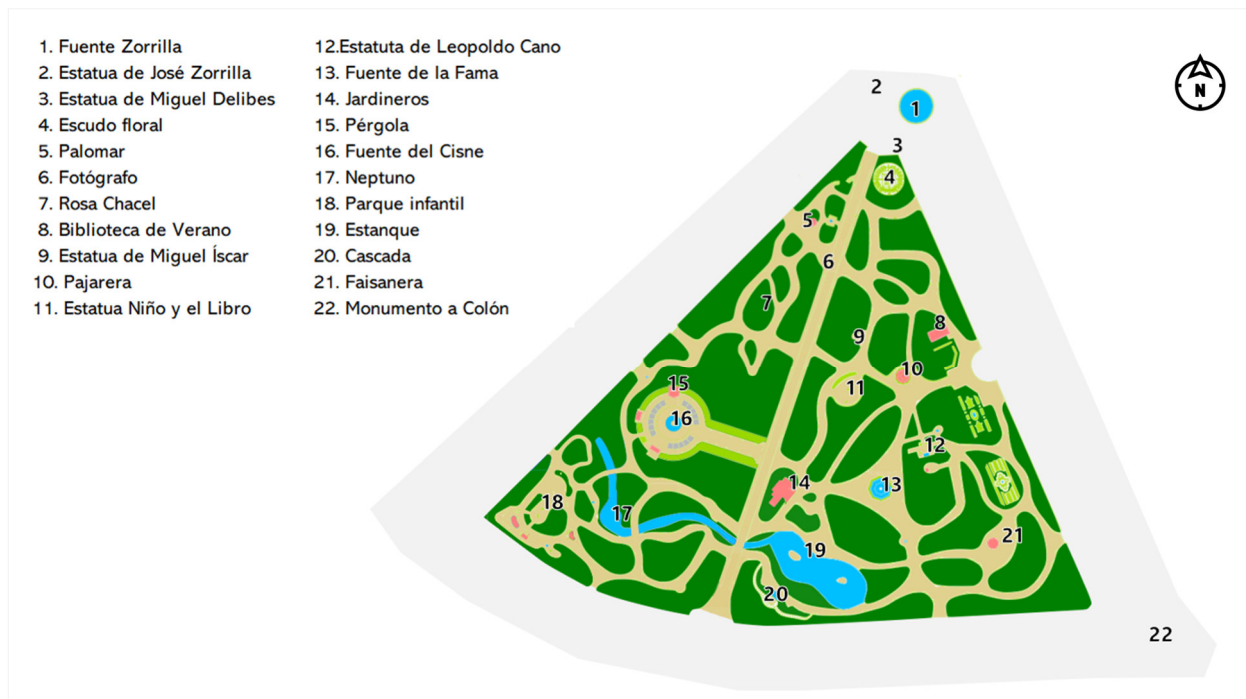 1. Fuente Zorrilla
2. Estatua de José Zorrilla
3. Estatua de Miguel Delibes
4. Escudo floral
5. Palomar
6. Fotógrafo
7. Rosa Chacel
8. Biblioteca de Verano
9. Estatua de Miguel Íscar
10. Pajarera
11. Estatua Niño y el Libro
12.Estatuta de Leopoldo Cano
13. Fuente de la Fama
14. Jardineros
15. Pérgola
16. Fuente del Cisne
17. Neptuno
18. Parque infantil
19. Estanque
20. Cascada
21. Faisanera
22. Monumento a Colón
N
2
1
3
4
5
6
7
8
9
10
11
15
16
12
14
13
18
17
21
19
20
22